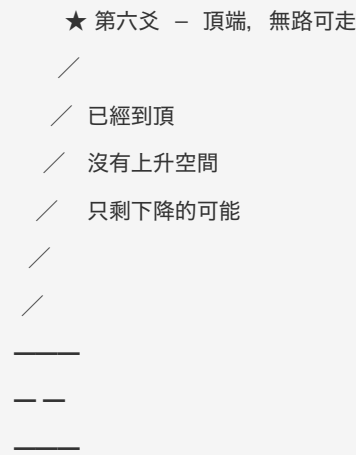 ★ 第六爻 – 頂端, 無路可走
／
／ 已經到頂
／ 沒有上升空間
／ 只剩下降的可能
／
／
———
— —
———